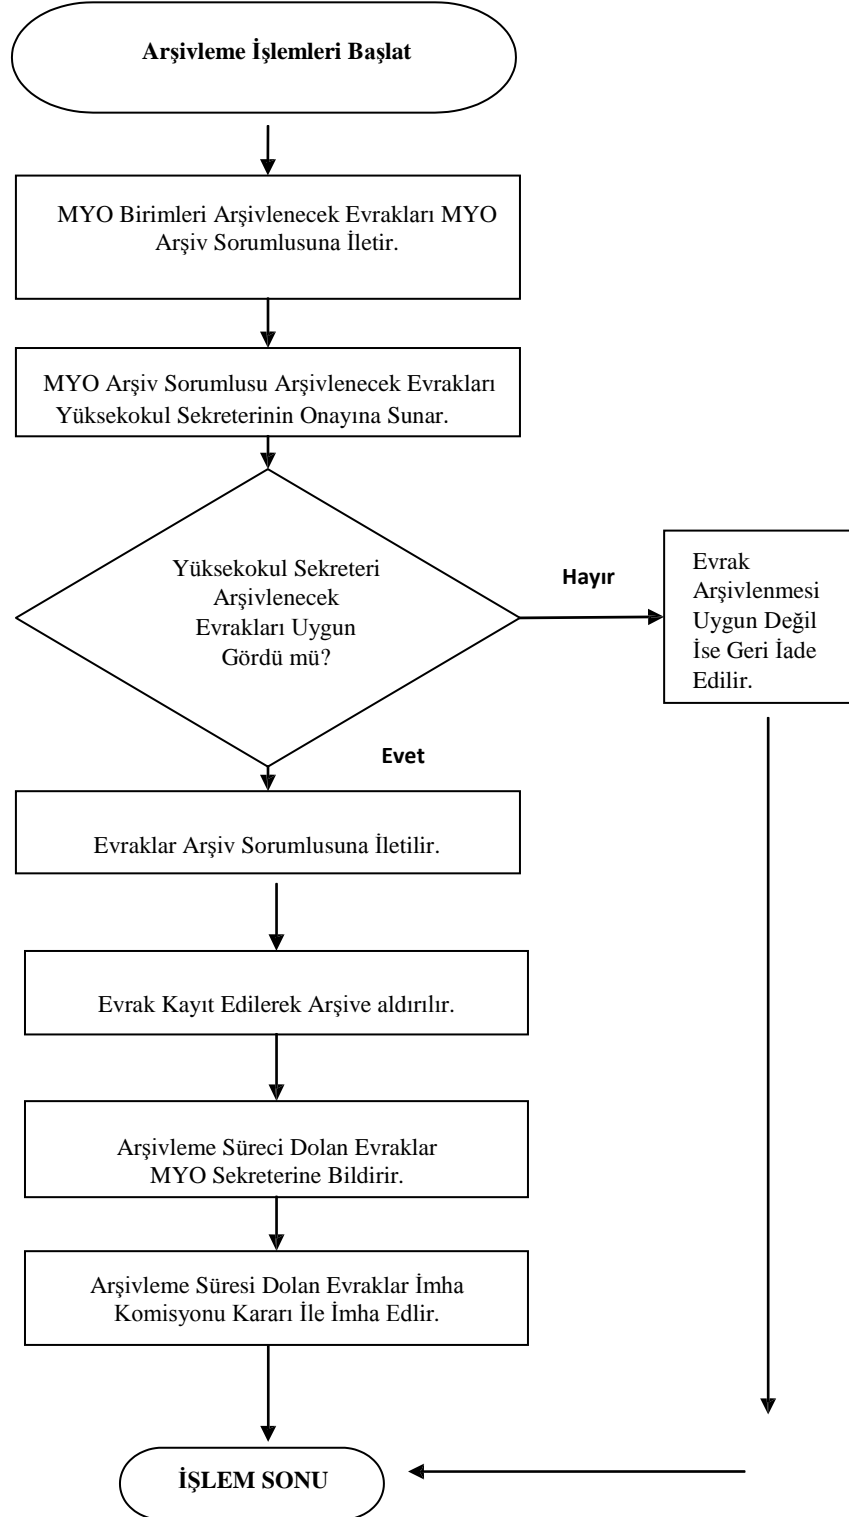 Arşivleme İşlemleri Başlat
MYO Birimleri Arşivlenecek Evrakları MYO
Arşiv Sorumlusuna İletir.
MYO Arşiv Sorumlusu Arşivlenecek Evrakları
Yüksekokul Sekreterinin Onayına Sunar.
Yüksekokul Sekreteri
Arşivlenecek
Evrakları Uygun
Gördü mü?
Hayır
Evrak
Arşivlenmesi
Uygun Değil
İse Geri İade
Edilir.
Evet
Evraklar Arşiv Sorumlusuna İletilir.
Evrak Kayıt Edilerek Arşive aldırılır.
Arşivleme Süreci Dolan Evraklar
MYO Sekreterine Bildirir.
Arşivleme Süresi Dolan Evraklar İmha
Komisyonu Kararı İle İmha Edlir.
İŞLEM SONU